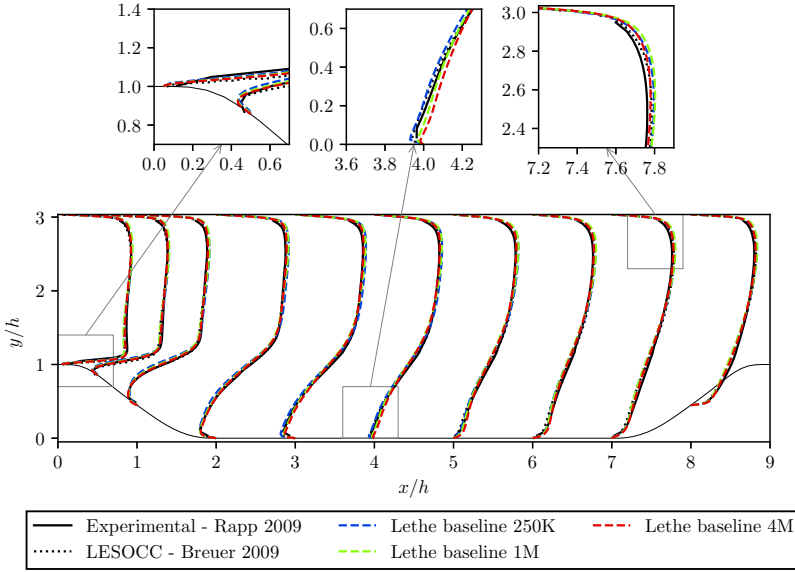 1.4
1.2
1.0
0.8
0.0 0.2 0.4 0.6
0.6
0.4
0.2
0.0
3.6 3.8 4.0 4.2
3.0
2.8
2.6
2.4
7.2 7.4 7.6 7.8
3
2
1
0
y/h
0 1 2 3 4 5 6 7 8 9
x/h
Experimental - Rapp 2009
LESOCC - Breuer 2009
Lethe baseline 250K
Lethe baseline 1M
Lethe baseline 4M